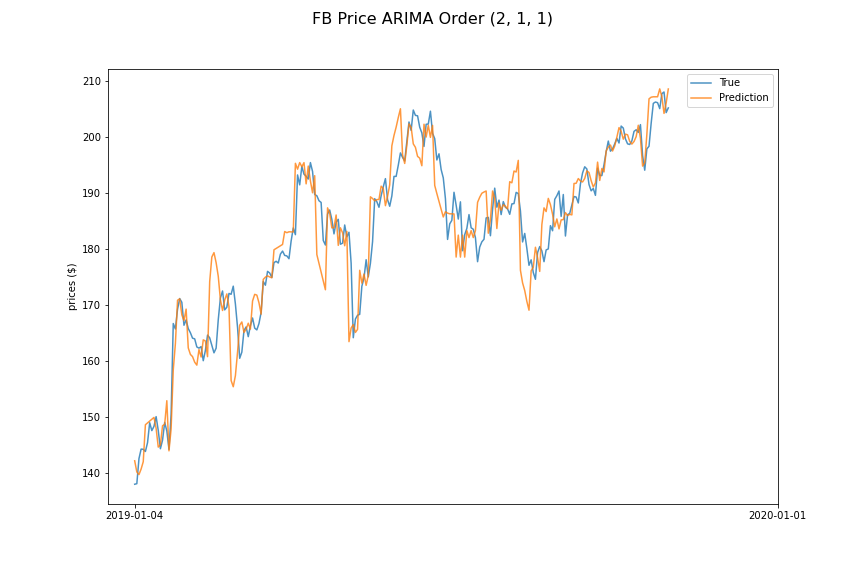 FB Price ARIMA Order (2, 1, 1)
True
Prediction
210
200
190
180
170
160
150
140
prices ($)
2019-01-04
2020-01-01